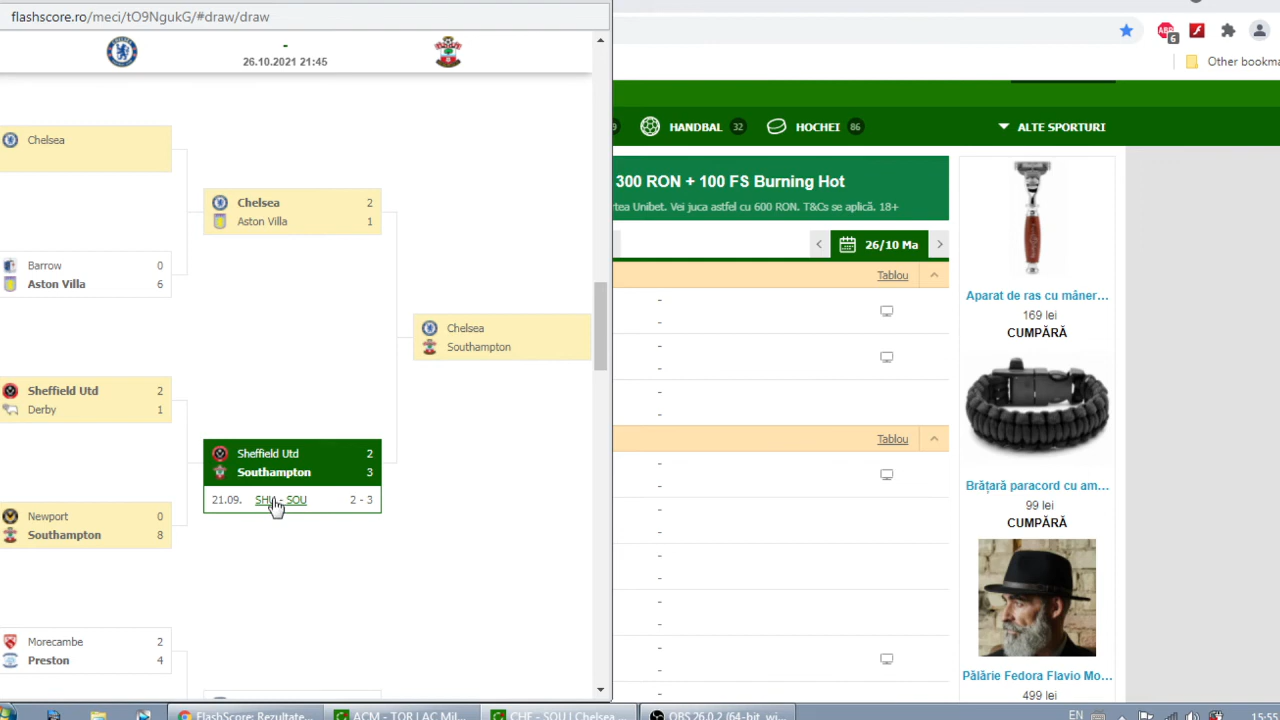 flashscore.ro/meci/tO9NgukG/#draw/draw
-
26.10.2021 21:45
Chelsea
Chelsea 2
Aston Villa 1
Barrow 0
Aston Villa 6
Chelsea
Southampton
Sheffield Utd 2
Derby 1
Sheffield Utd 2
Southampton 3
21.09. SHU - SOU 2 - 3
Newport 0
Southampton 8
Morecambe 2
Preston 4
ABP 6
Other bookma
HANDBAL 32
HOCHEI 86
ALTE SPORTURI
300 RON + 100 FS Burning Hot
rtea Unibet. Vei juca astfel cu 600 RON. T&Cs se aplică. 18+
26/10 Ma
Tablou
-
-
-
-
-
-
Tablou
-
-
-
-
-
-
-
-
-
-
-
Aparat de ras cu mâner...
169 lei
CUMPĂRĂ
Brățară paracord cu am...
99 lei
CUMPĂRĂ
Pălărie Fedora Flavio Mo...
499 lei
FlashScore: Rezultate...
ACM - TOR | AC Mil...
CHE - SOU | Chelsea ...
OBS 26.0.2 (64-bit, wi...
EN
15:55